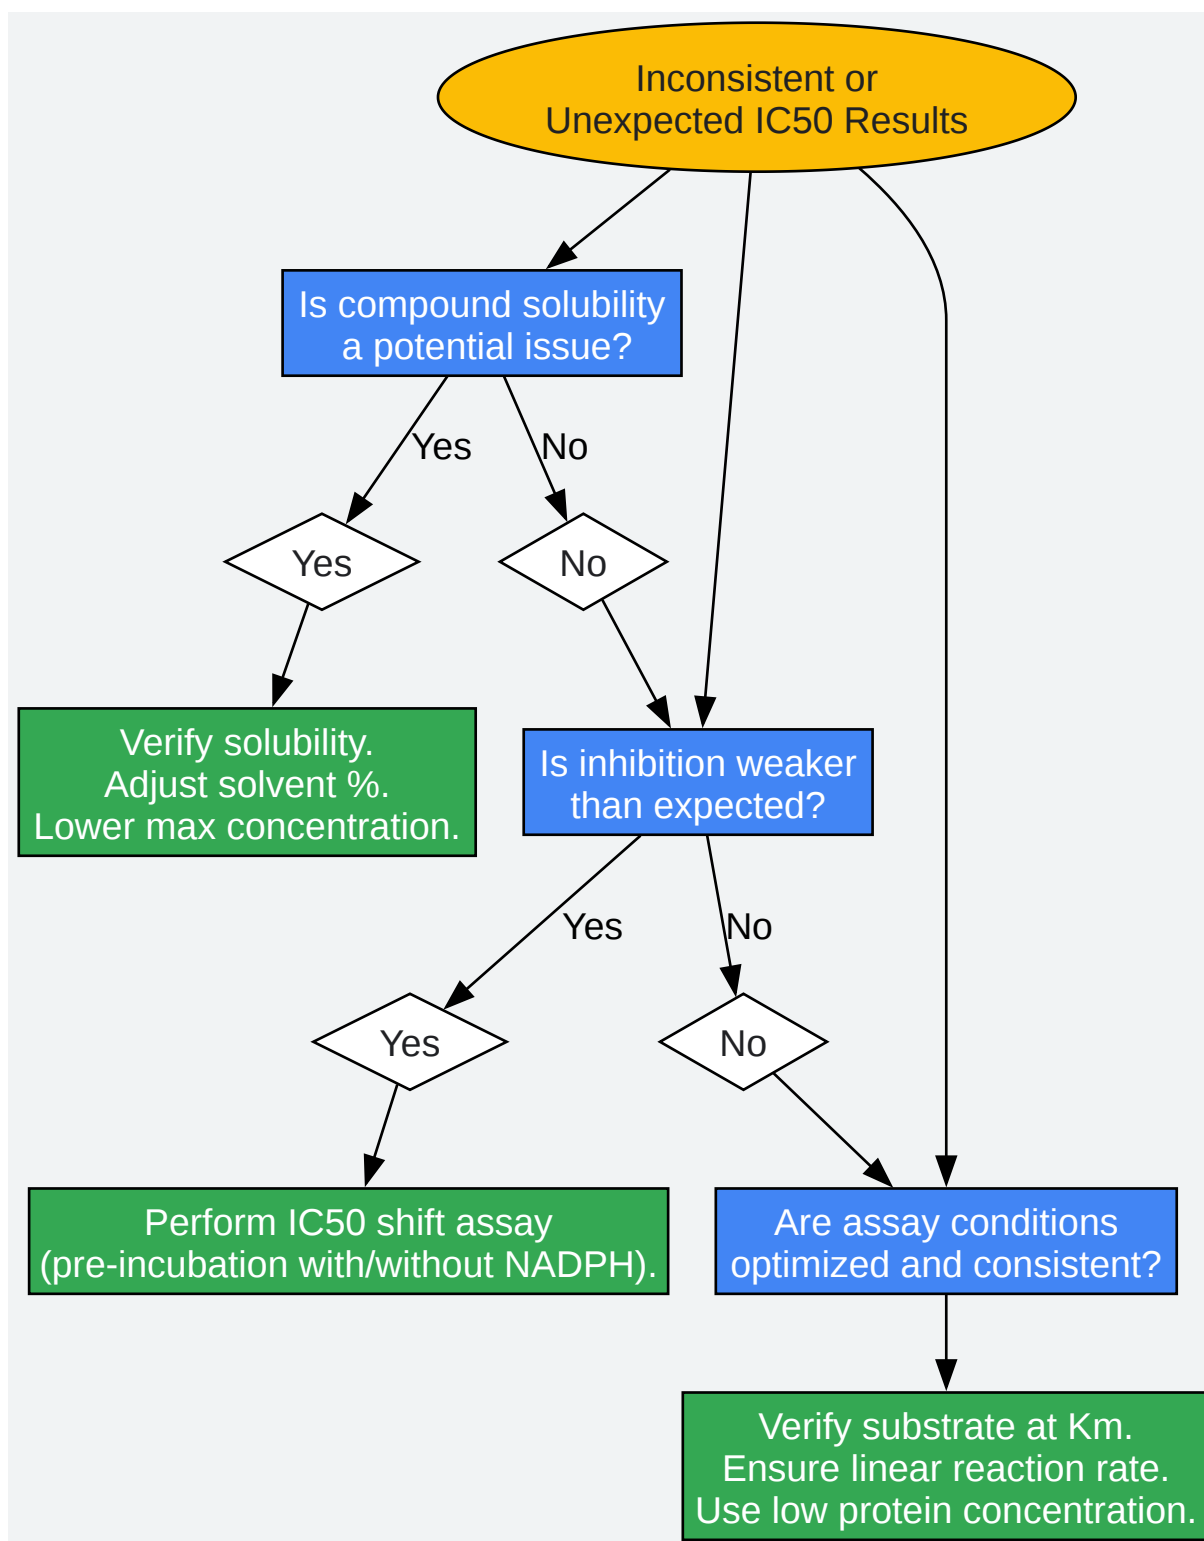 Inconsistent or
Unexpected IC50 Results
Is compound solubility
a potential issue?
Yes
No
Yes
No
Verify solubility.
Adjust solvent %.
Lower max concentration.
Is inhibition weaker
than expected?
Yes
No
Yes
No
Perform IC50 shift assay
(pre-incubation with/without NADPH).
Are assay conditions
optimized and consistent?
Verify substrate at Km.
Ensure linear reaction rate.
Use low protein concentration.